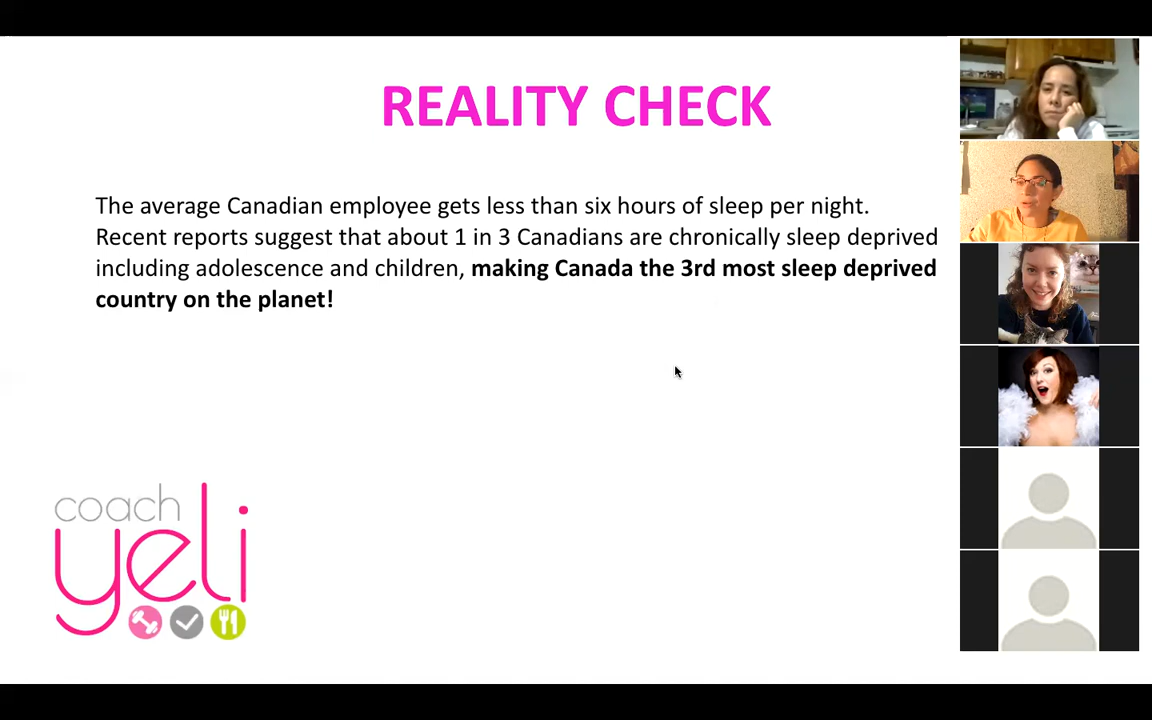 REALITY CHECK
The average Canadian employee gets less than six hours of sleep per night.
Recent reports suggest that about 1 in 3 Canadians are chronically sleep deprived
including adolescence and children, making Canada the 3rd most sleep deprived
country on the planet!
coach
yeli